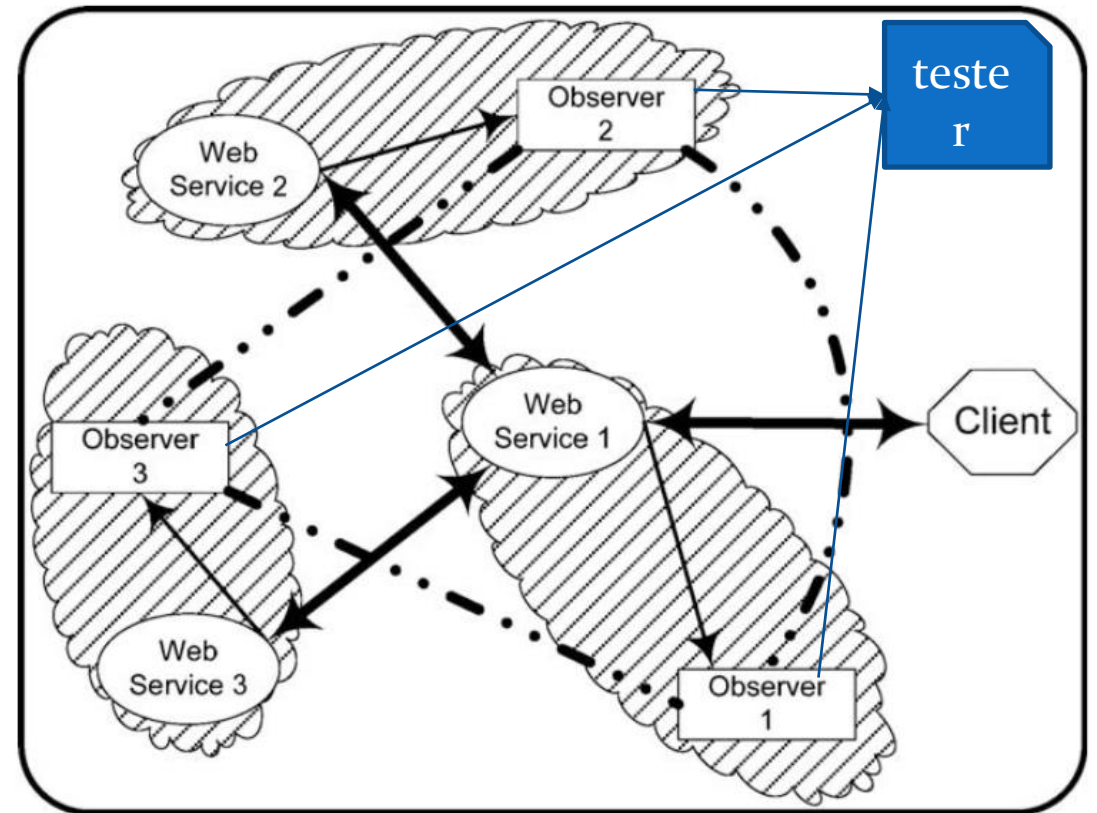 teste
r
Observer
2
Web
Service 2
Web
Service 1
Client
Observer
3
Web
Service 3
Observer
1